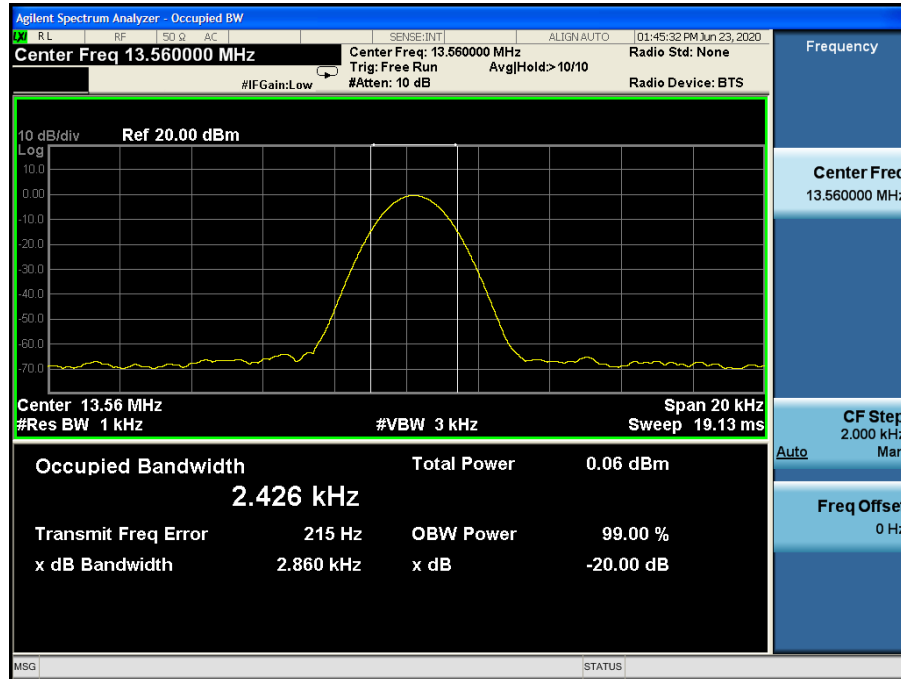 Agilent Spectrum Analyzer - Occupied BW
LXI RL RF 50 Ω AC SENSE:INT ALIGN AUTO 01:45:32 PM Jun 23, 2020
Center Freq 13.560000 MHz Center Freq: 13.560000 MHz Radio Std: None Frequency
Trig: Free Run Avg|Hold:>10/10
#IFGain:Low #Atten: 10 dB Radio Device: BTS
10 dB/div Ref 20.00 dBm
Log
10.0
0.00
-10.0
-20.0
-30.0
-40.0
-50.0
-60.0
-70.0
Center Freq
13.560000 MHz
Center 13.56 MHz Span 20 kHz
#Res BW 1 kHz #VBW 3 kHz Sweep 19.13 ms
CF Step
2.000 kHz
Auto Man
Occupied Bandwidth Total Power 0.06 dBm
2.426 kHz
Transmit Freq Error 215 Hz OBW Power 99.00 %
x dB Bandwidth 2.860 kHz x dB -20.00 dB
Freq Offset
0 Hz
MSG STATUS